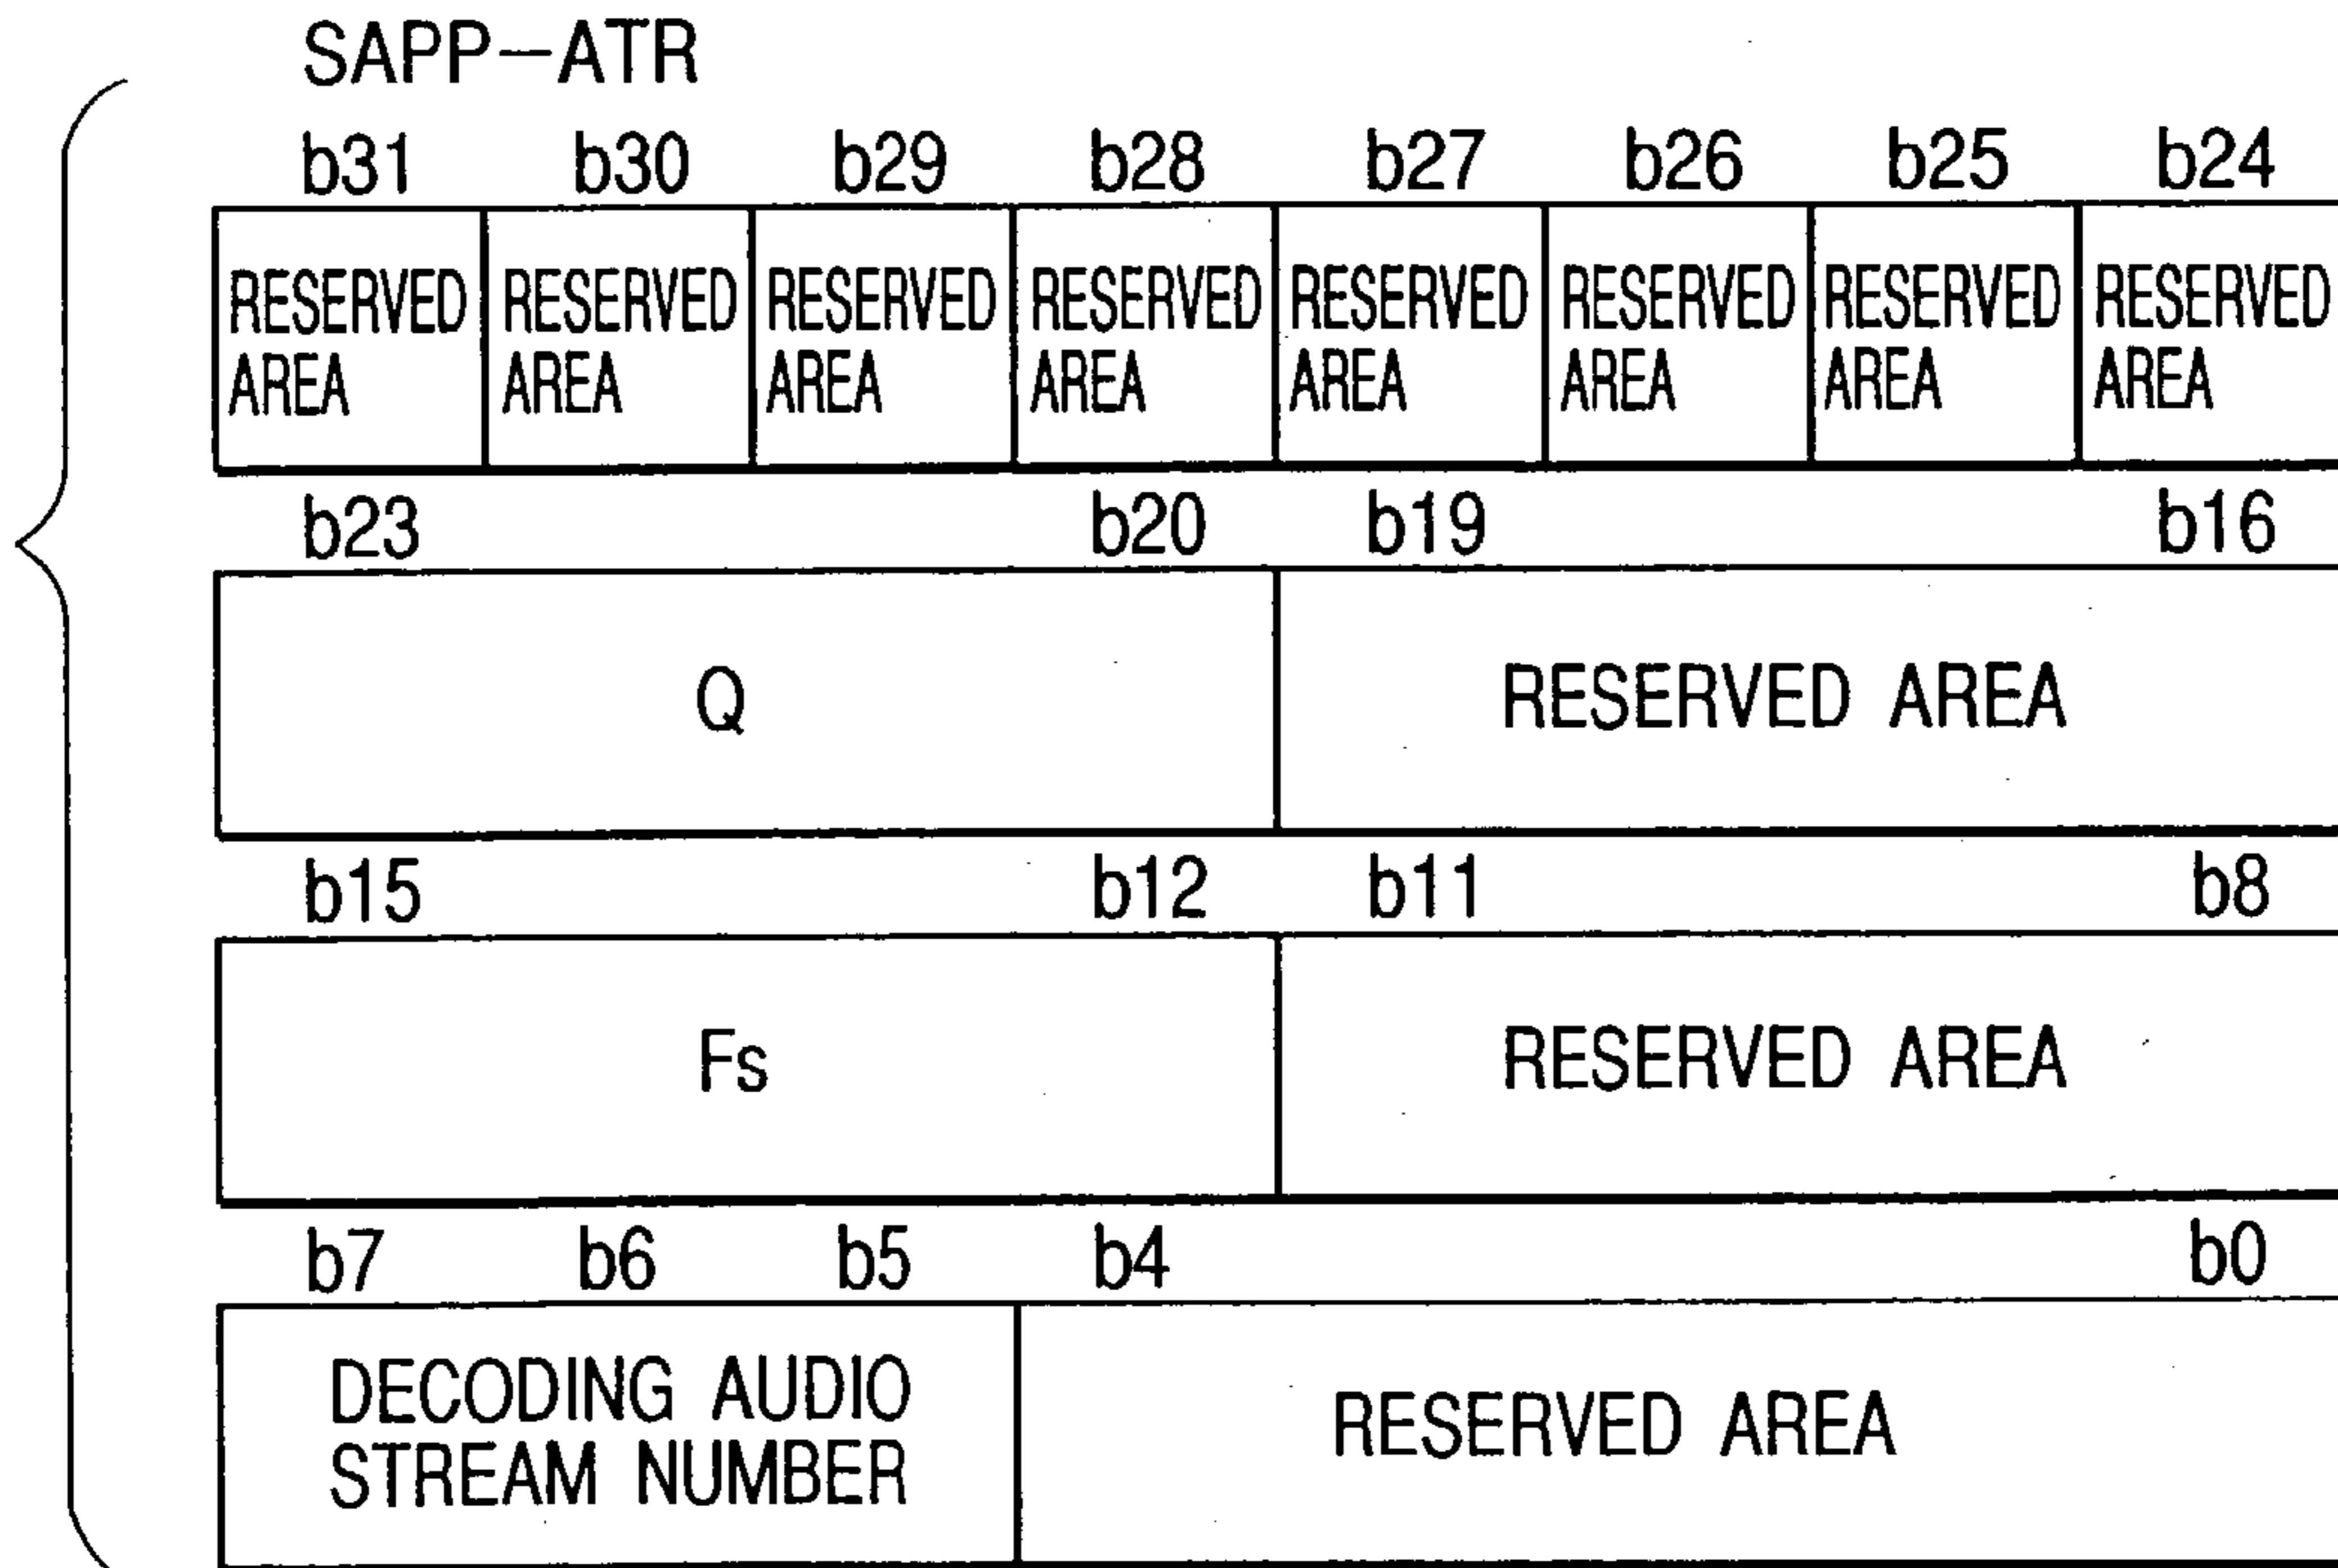 SAPP-ATR
b31 b30 b29 b28 b27 b26 b25 b24
RESERVED RESERVED RESERVED RESERVED RESERVED RESERVED RESERVED RESERVED
AREA AREA AREA AREA AREA AREA AREA AREA
b23 b20 b19 b16
Q RESERVED AREA
b15 b12 b11 b8
Fs RESERVED AREA
b7 b6 b5 b4 b0
DECODING AUDIO
STREAM NUMBER
RESERVED AREA